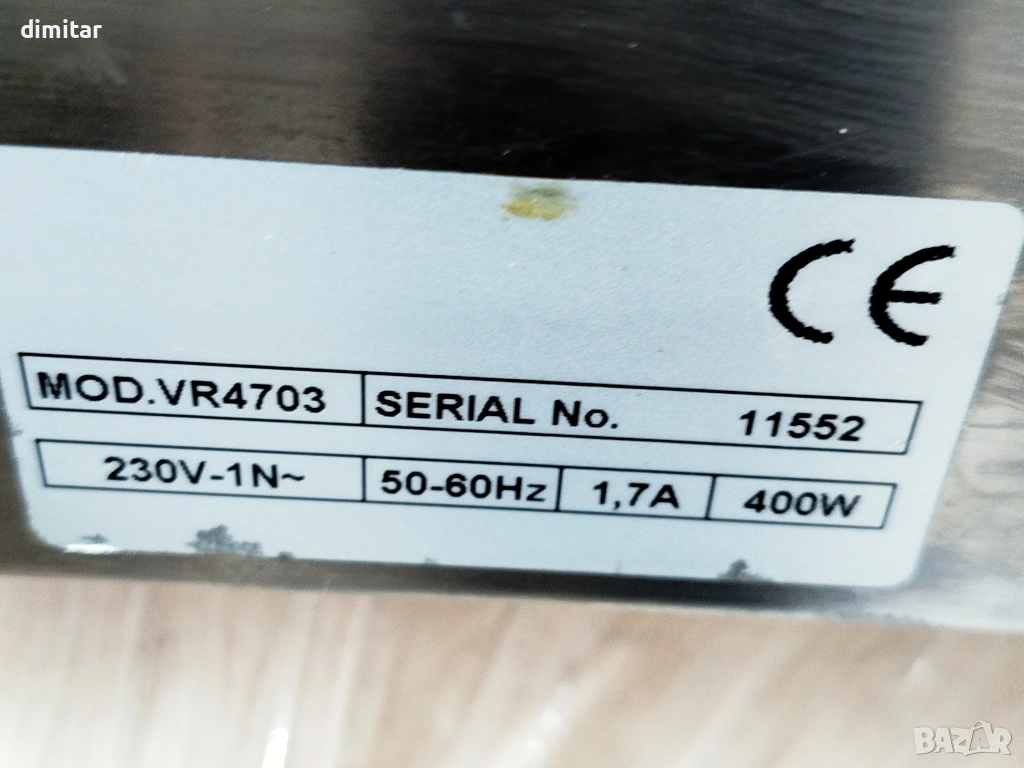 dimitar
CE
MOD.VR4703 SERIAL No. 11552
230V-1N~ 50-60Hz 1,7A 400W
BAZAR